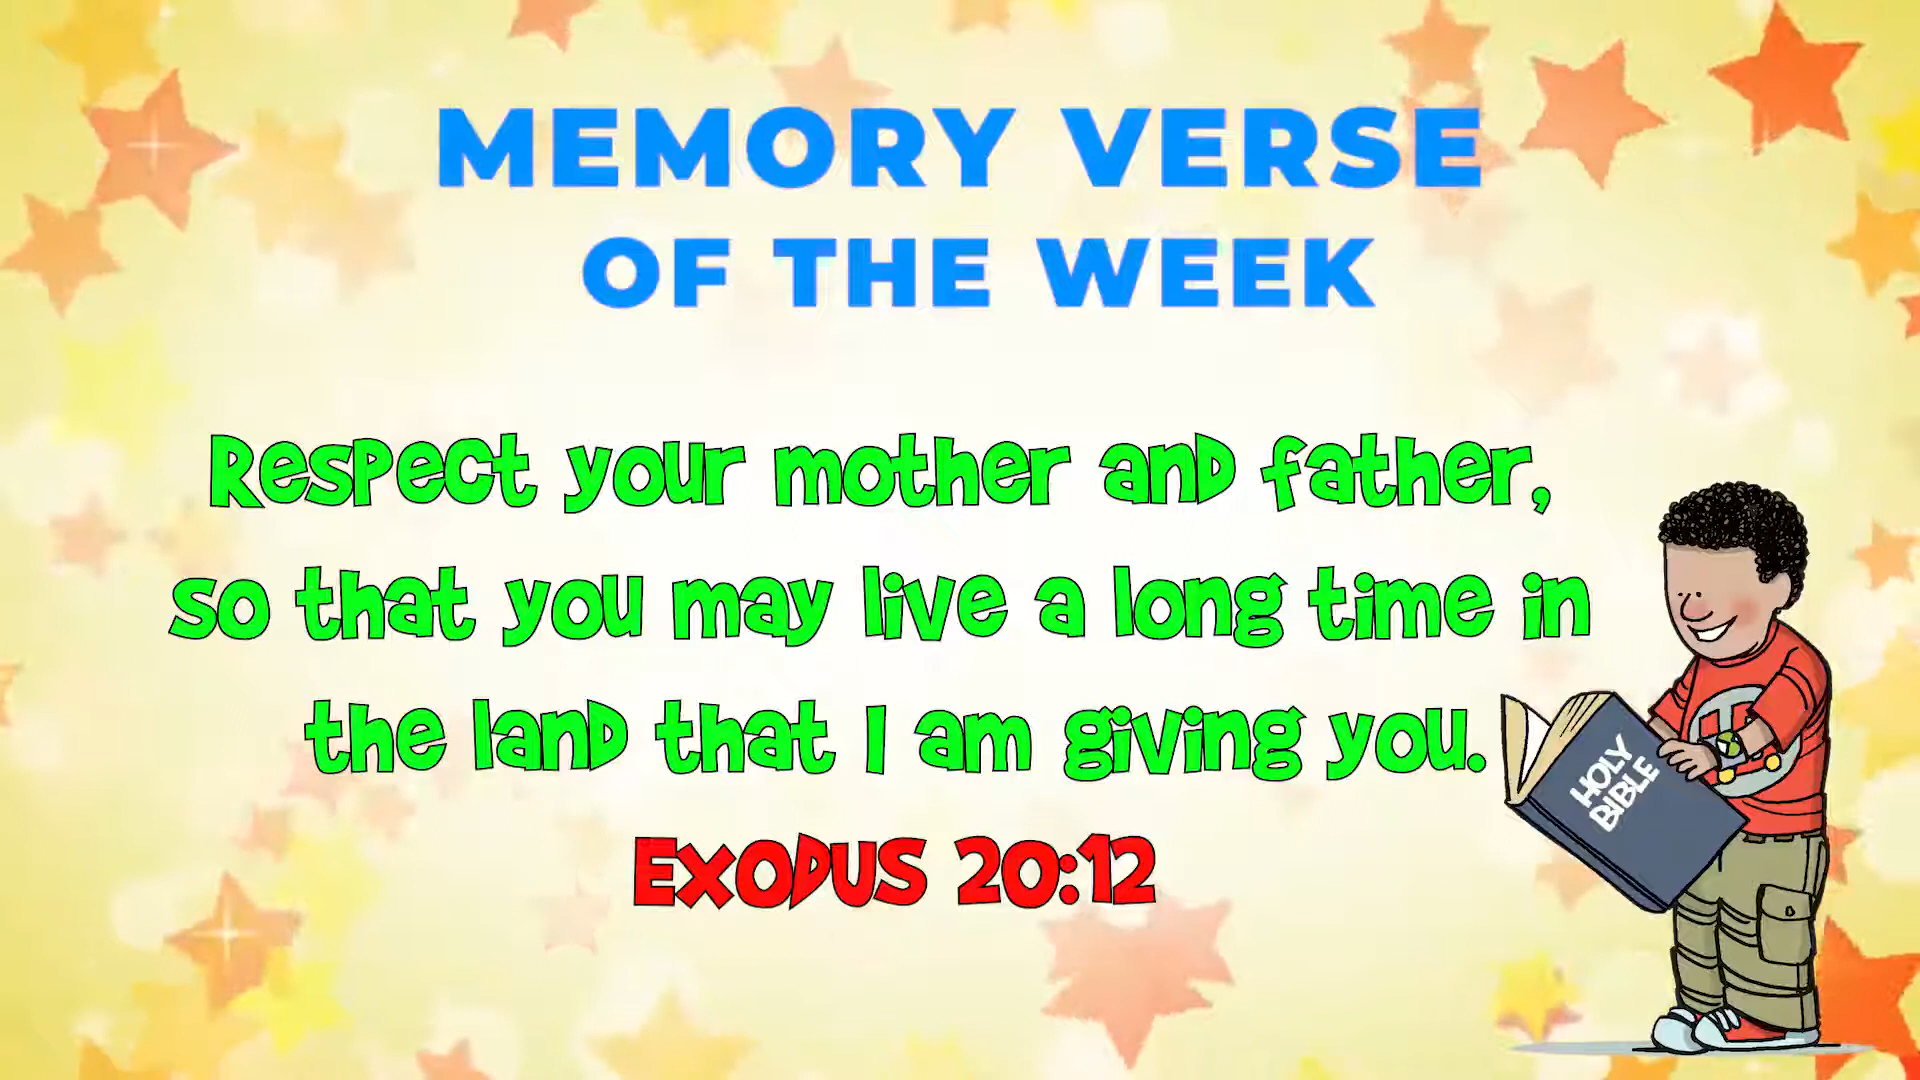 MEMORY VERSE
OF THE WEEK
Respect your mother and father,
so that you may live a long time in
the land that I am giving you.
EXODUS 20:12
HOLY
BIBLE